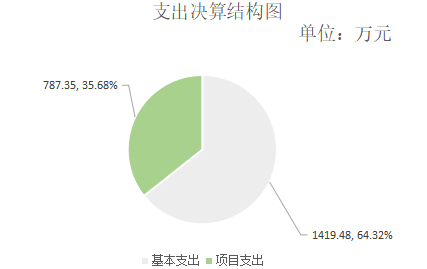 支出决算结构图
单位：万元
787.35, 35.68%
1419.48, 64.32%
基本支出 项目支出